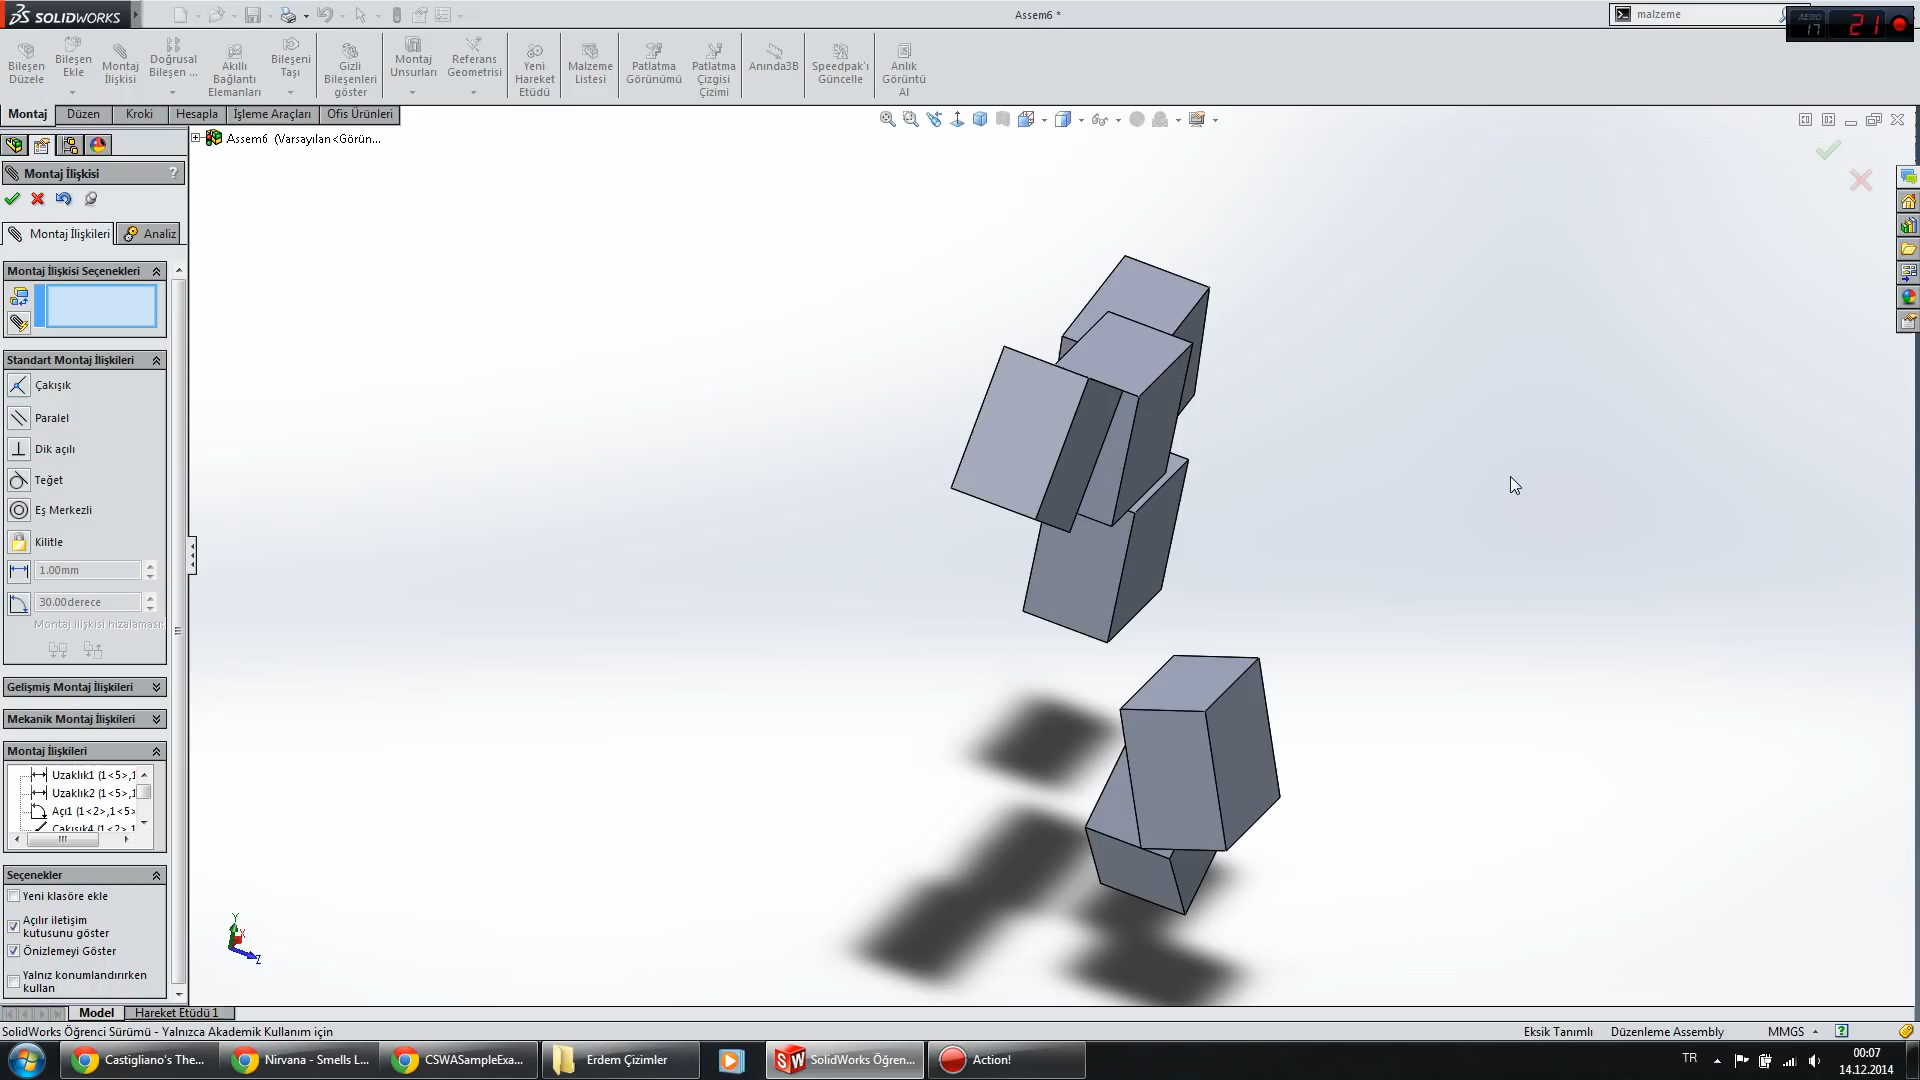 SOLIDWORKS
Assem6 *
malzeme
AERO
17
21
Bileşen Düzele
Bileşen Ekle
Montaj İlişkisi
Doğrusal Bileşen ...
Akıllı Bağlantı Elemanları
Bileşeni Taşı
Gizli Bileşenleri göster
Montaj Unsurları
Referans Geometrisi
Yeni Hareket Etüdü
Malzeme Listesi
Patlatma Görünümü
Patlatma Çizgisi Çizimi
Anında3B
Speedpak'ı Güncelle
Anlık Görüntü Al
Montaj
Düzen
Kroki
Hesapla
İşleme Araçları
Ofis Ürünleri
Assem6 (Varsayılan<Görün...
Montaj İlişkisi
?
Montaj İlişkileri
Analiz
Montaj İlişkisi Seçenekleri
Standart Montaj İlişkileri
Çakışık
Paralel
Dik açılı
Teğet
Eş Merkezli
Kilitle
1.00mm
30.00derece
Montaj ilişkisi hizalaması:
Gelişmiş Montaj İlişkileri
Mekanik Montaj İlişkileri
Montaj İlişkileri
Uzaklık1 (1<5>,1
Uzaklık2 (1<5>,1
Açı1 (1<2>,1<5>
Çakışık4 (1<2>,1
Seçenekler
Yeni klasöre ekle
Açılır iletişim
kutusunu göster
Önizlemeyi Göster
Yalnız konumlandırırken
kullan
Y
X
Z
Model
Hareket Etüdü 1
SolidWorks Öğrenci Sürümü - Yalnızca Akademik Kullanım için
Eksik Tanımlı
Düzenleme Assembly
MMGS
?
Castigliano's The...
Nirvana - Smells L...
CSWASampleExa...
Erdem Çizimler
SolidWorks Öğren...
Action!
TR
00:07
14.12.2014